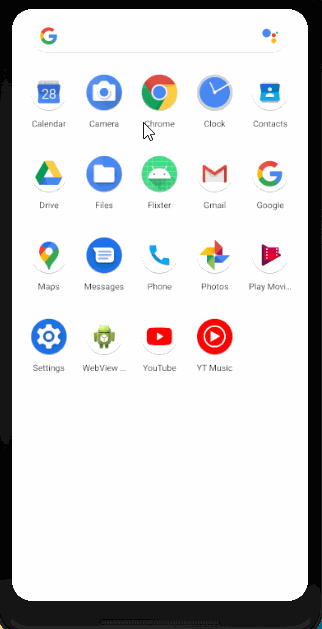 28
Calendar Camera Chrome Clock Contacts
Drive Files Flixter Gmail Google
Maps Messages Phone Photos Play Movi...
Settings WebView ... YouTube YT Music